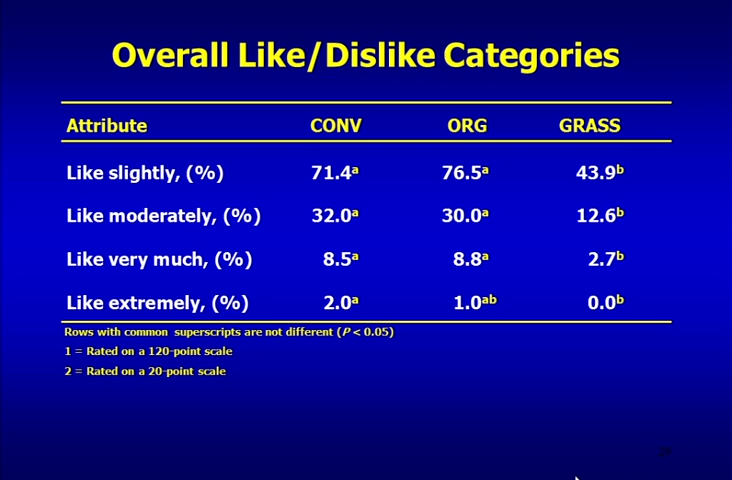 Overall Like/Dislike Categories
Attribute CONV ORG GRASS
Like slightly, (%) 71.4a 76.5a 43.9b
Like moderately, (%) 32.0a 30.0a 12.6b
Like very much, (%) 8.5a 8.8a 2.7b
Like extremely, (%) 2.0a 1.0ab 0.0b
Rows with common superscripts are not different (P < 0.05)
1 = Rated on a 120-point scale
2 = Rated on a 20-point scale